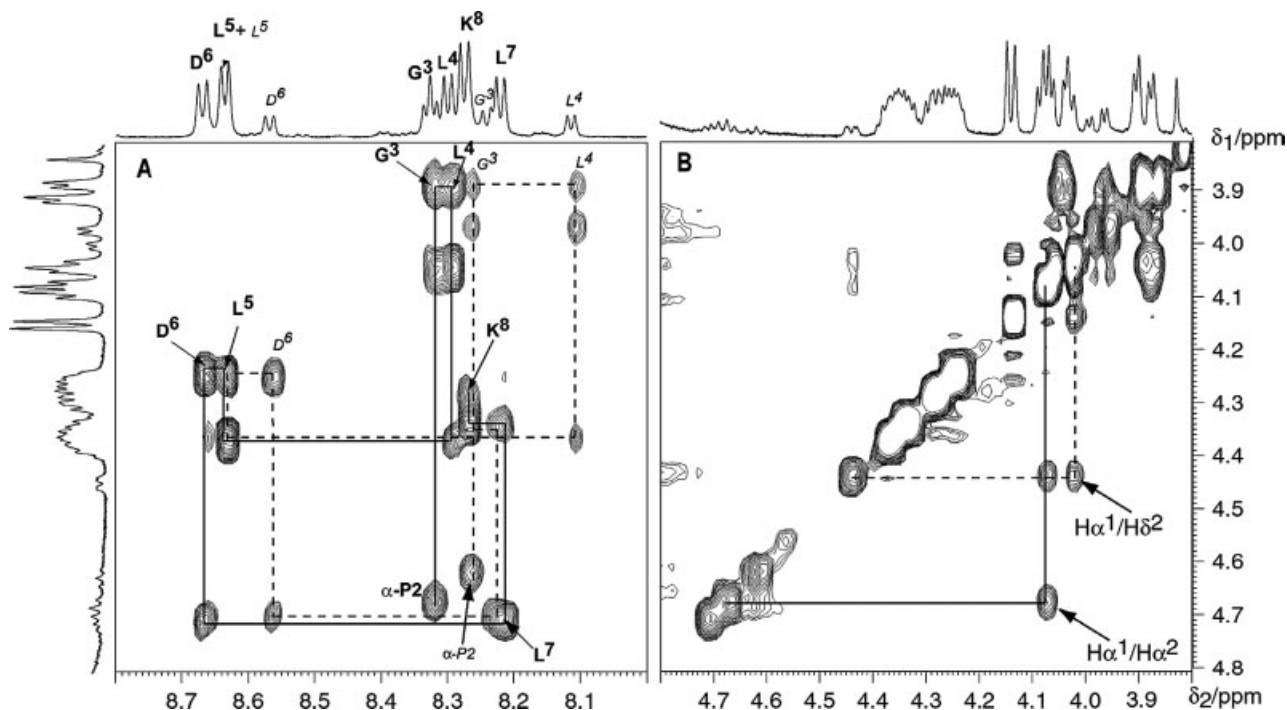 L5+ L5
D6
D6
G3
L4
K8
G3
L7
L4
A
G3
L4
G3
L4
D6
L5
D6
K8
α-P2
α-P2
L7
8.7 8.6 8.5 8.4 8.3 8.2 8.1
B
δ1/ppm
3.9
4.0
4.1
4.2
4.3
4.4
4.5
4.6
4.7
4.8
Hα1/Hδ2
Hα1/Hα2
4.7 4.6 4.5 4.4 4.3 4.2 4.1 4.0 3.9
δ2/ppm